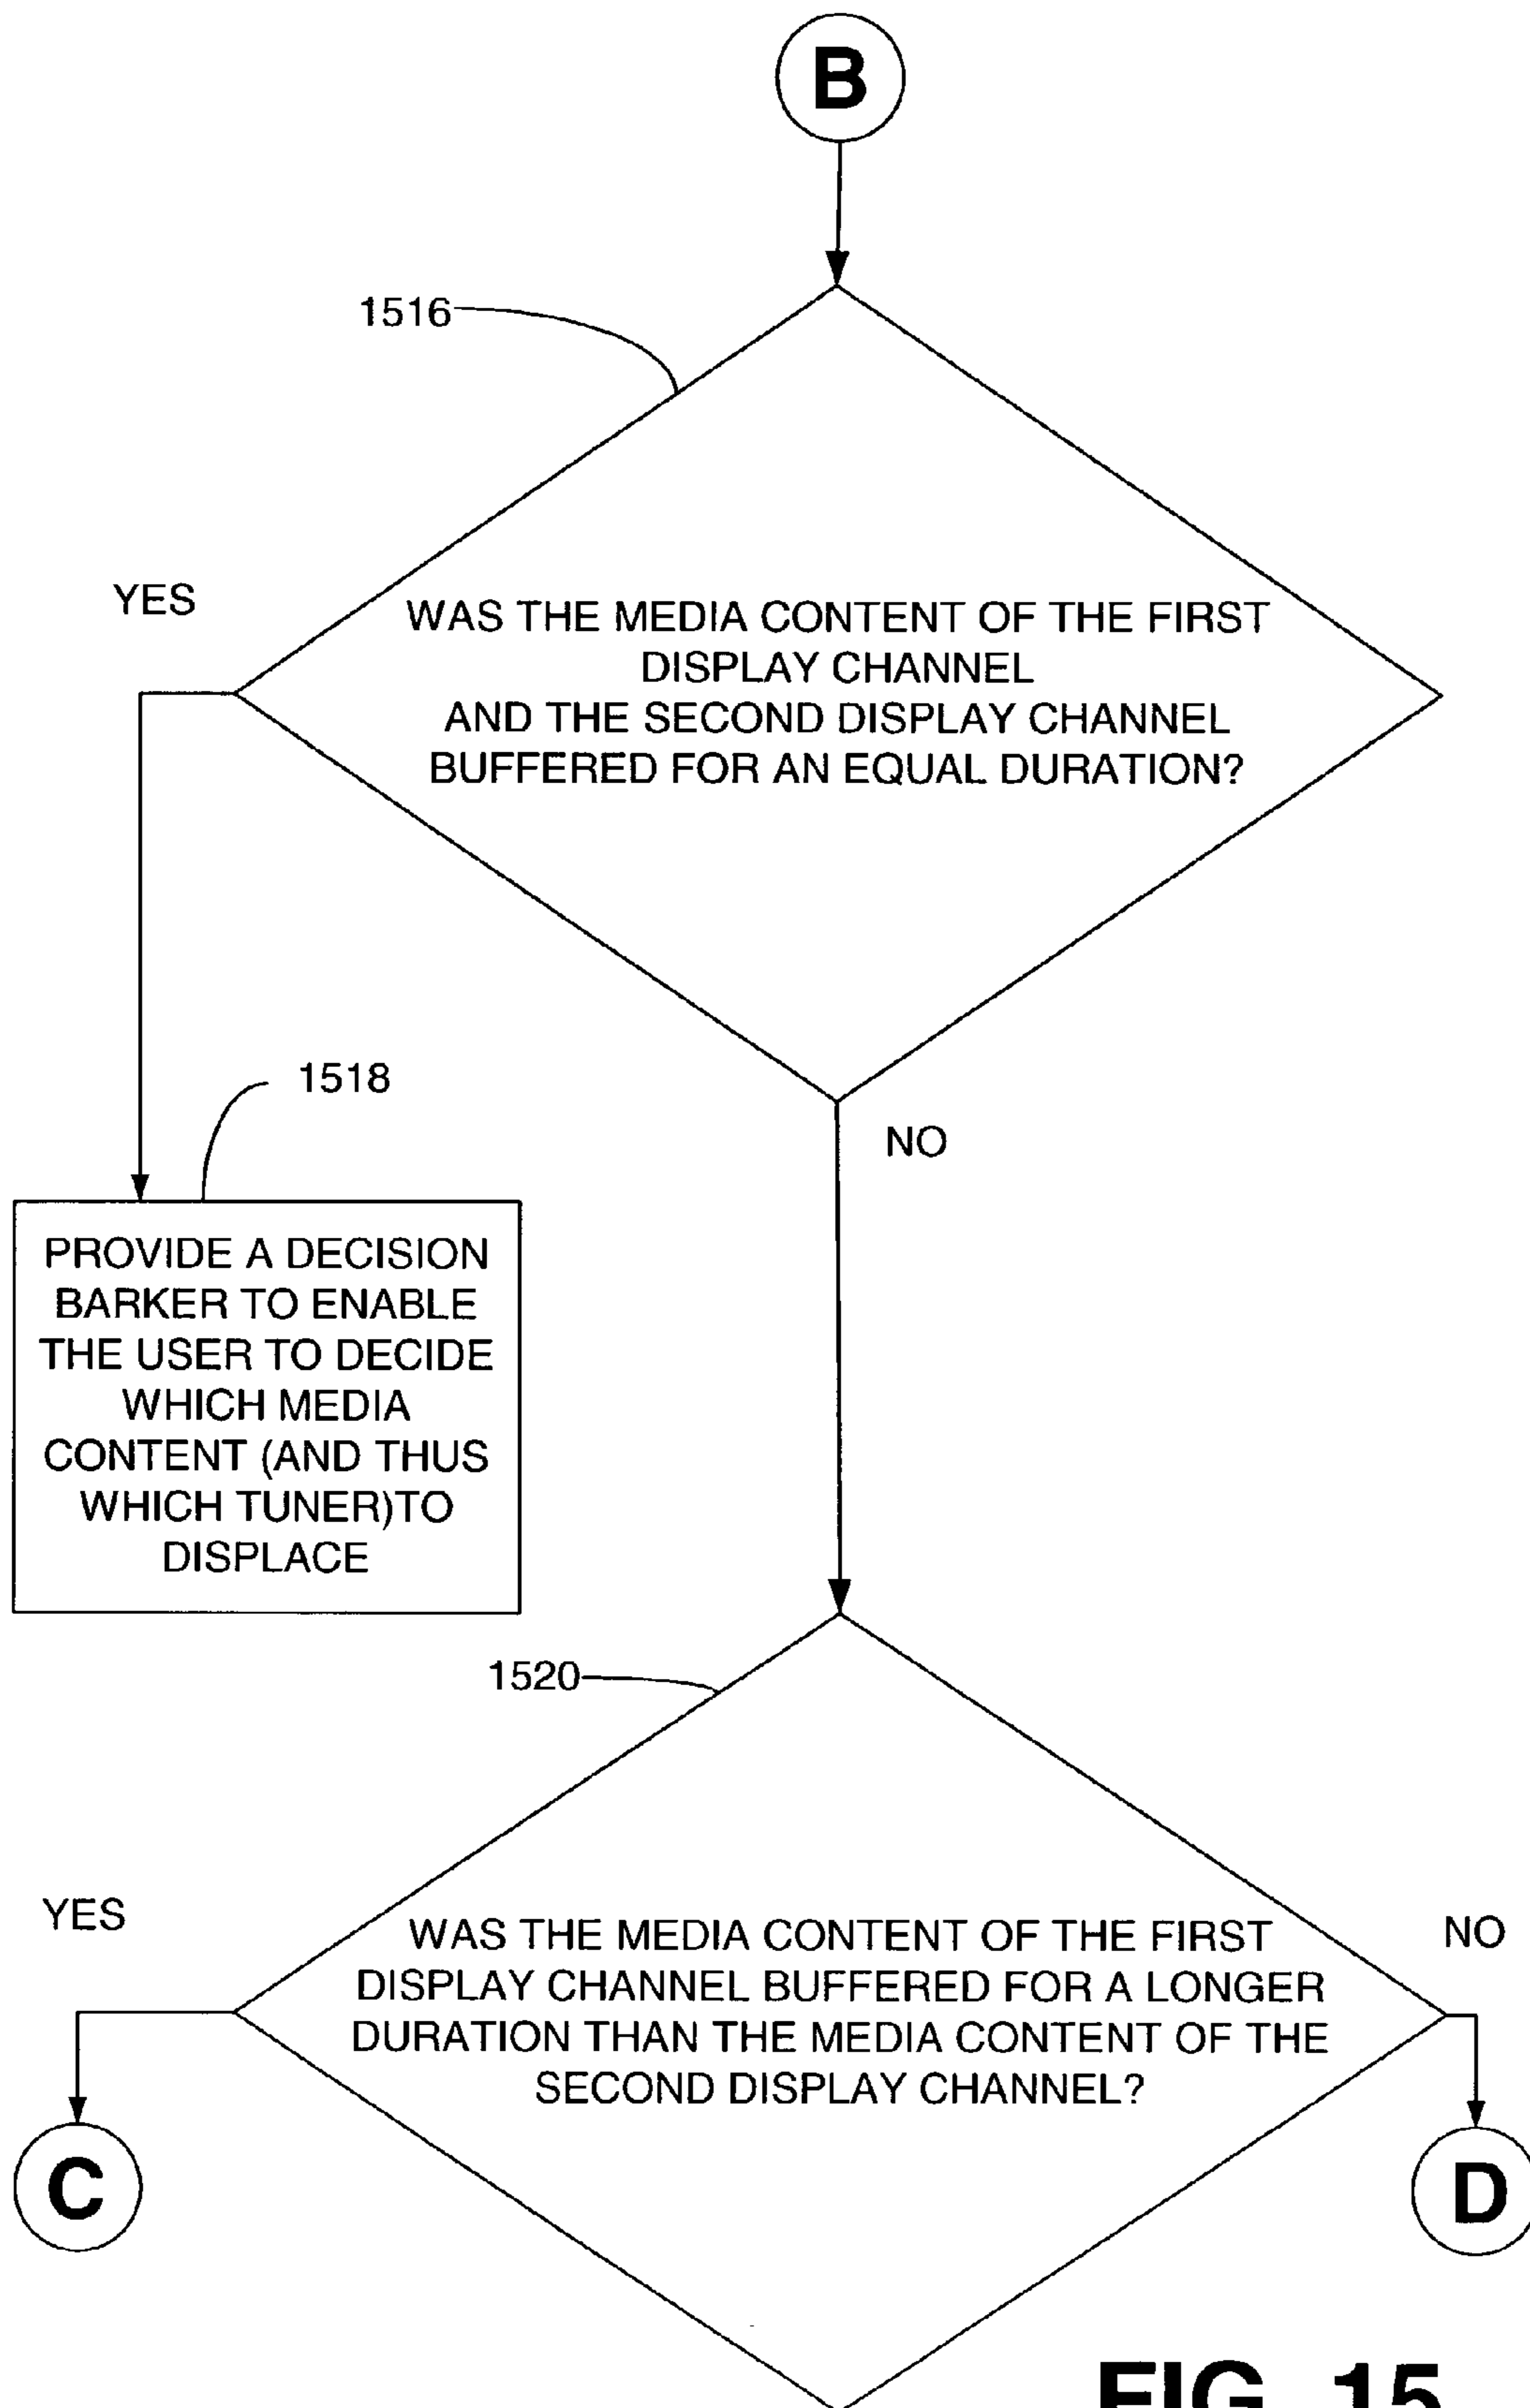 B
1516
YES
WAS THE MEDIA CONTENT OF THE FIRST
DISPLAY CHANNEL
AND THE SECOND DISPLAY CHANNEL
BUFFERED FOR AN EQUAL DURATION?
1518
NO
PROVIDE A DECISION
BARKER TO ENABLE
THE USER TO DECIDE
WHICH MEDIA
CONTENT (AND THUS
WHICH TUNER)TO
DISPLACE
1520
YES
NO
WAS THE MEDIA CONTENT OF THE FIRST
DISPLAY CHANNEL BUFFERED FOR A LONGER
DURATION THAN THE MEDIA CONTENT OF THE
SECOND DISPLAY CHANNEL?
C
D
FIG. 15